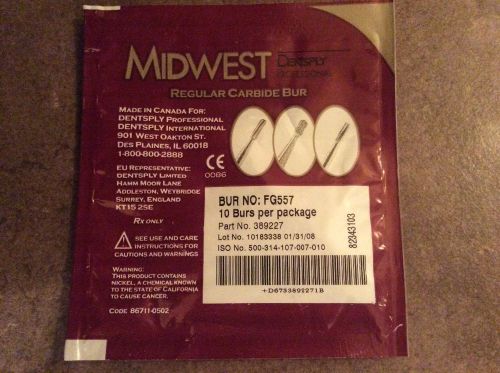 MIDWEST
DENTSPLY
PROFESSIONAL
REGULAR CARBIDE BUR
MADE IN CANADA FOR:
DENTSPLY PROFESSIONAL
DENTSPLY INTERNATIONAL
901 WEST OAKTON ST.
DES PLAINES, IL 60018
1-800-800-2888
EU REPRESENTATIVE:
DENTSPLY LIMITED
HAMM MOOR LANE
ADDLESTON, WEYBRIDGE
SURREY, ENGLAND
KT15 2SE
CE
0086
RX ONLY
SEE USE AND CARE
INSTRUCTIONS FOR
CAUTIONS AND WARNINGS
WARNING:
THIS PRODUCT CONTAINS
NICKEL, A CHEMICAL KNOWN
TO THE STATE OF CALIFORNIA
TO CAUSE CANCER.
CODE 86711-0502
BUR NO: FG557
10 Burs per package
Part No. 389227
Lot No. 10183338 01/31/08
ISO No. 500-314-107-007-010
82343103
+D6753892271B